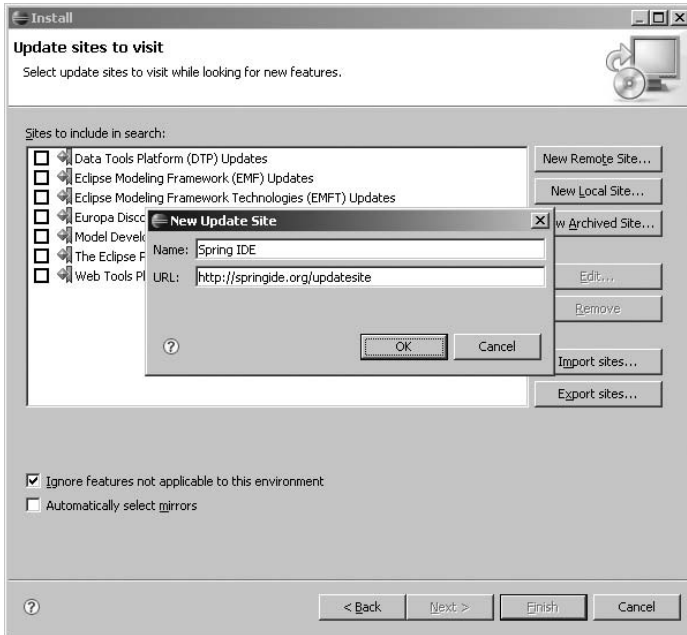 Install
Update sites to visit
Select update sites to visit while looking for new features.
Sites to include in search:
Data Tools Platform (DTP) Updates
New Remote Site...
Eclipse Modeling Framework (EMF) Updates
Eclipse Modeling Framework Technologies (EMFT) Updates
New Local Site...
Europa Disc
New Update Site
w Archived Site...
Model Devel
Name: Spring IDE
The Eclipse P
Web Tools Pl
URL: http://springide.org/updatesite
Edit...
Remove
? OK Cancel
Import sites...
Export sites...
Ignore features not applicable to this environment
Automatically select mirrors
? < Back Next > Finish Cancel